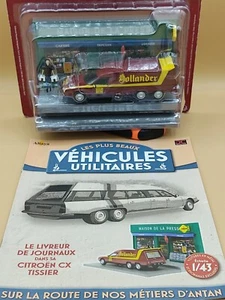 Hollander
LES PLUS BEAUX
VÉHICULES
UTILITAIRES
LE LIVREUR
DE JOURNAUX
DANS SA
CITROËN CX
TISSIER
MAISON DE LA PRESSE
1/43
SUR LA ROUTE DE NOS MÉTIERS D'ANTAN